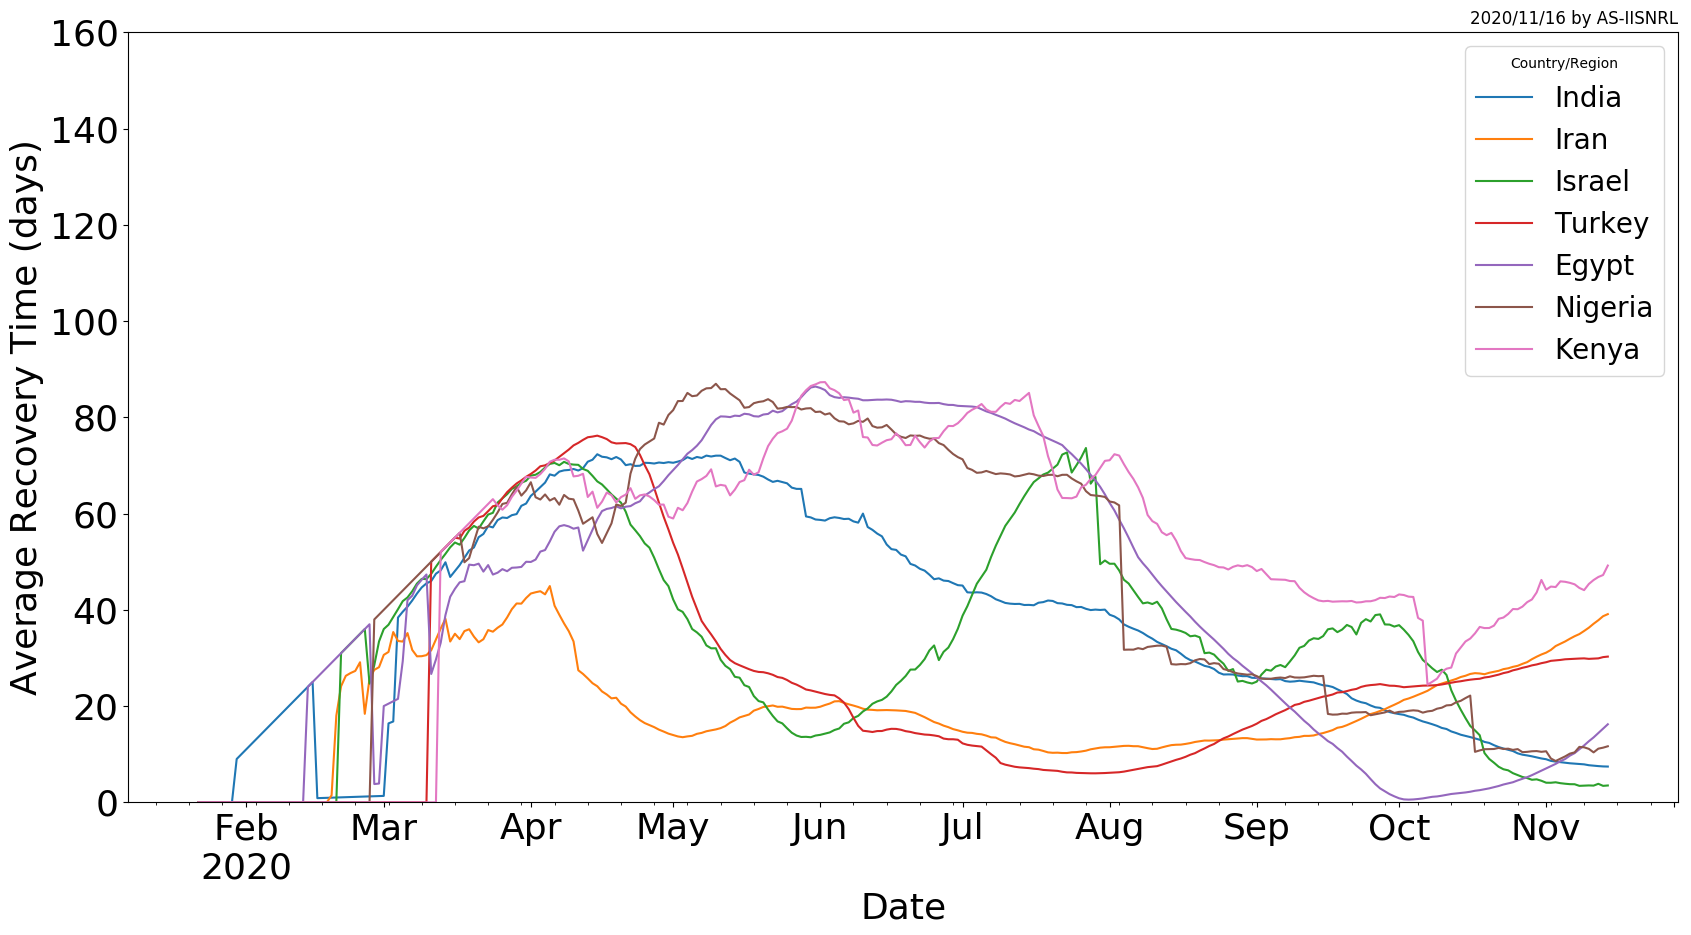 2020/11/16 by AS-IISNRL
160
140
120
100
80
60
40
20
0
Average Recovery Time (days)
Country/Region
India
Iran
Israel
Turkey
Egypt
Nigeria
Kenya
Feb Mar Apr May Jun Jul Aug Sep Oct Nov
2020
Date